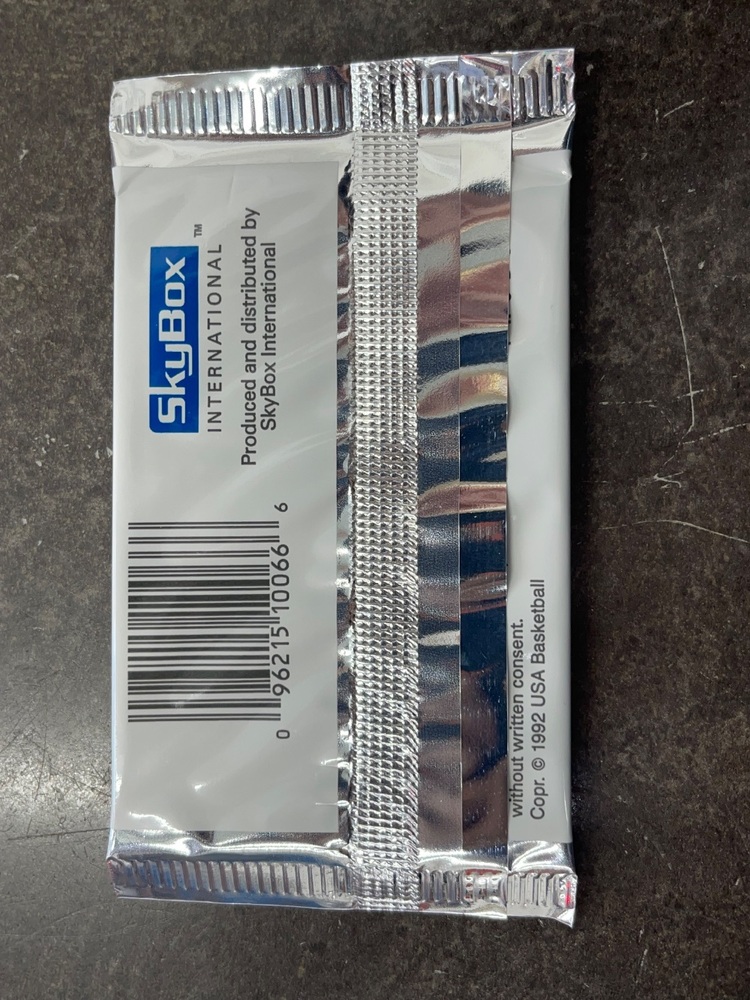 SkyBox™
INTERNATIONAL
Produced and distributed by
SkyBox International
0 96215 10066 6
without written consent.
Copr. © 1992 USA Basketball